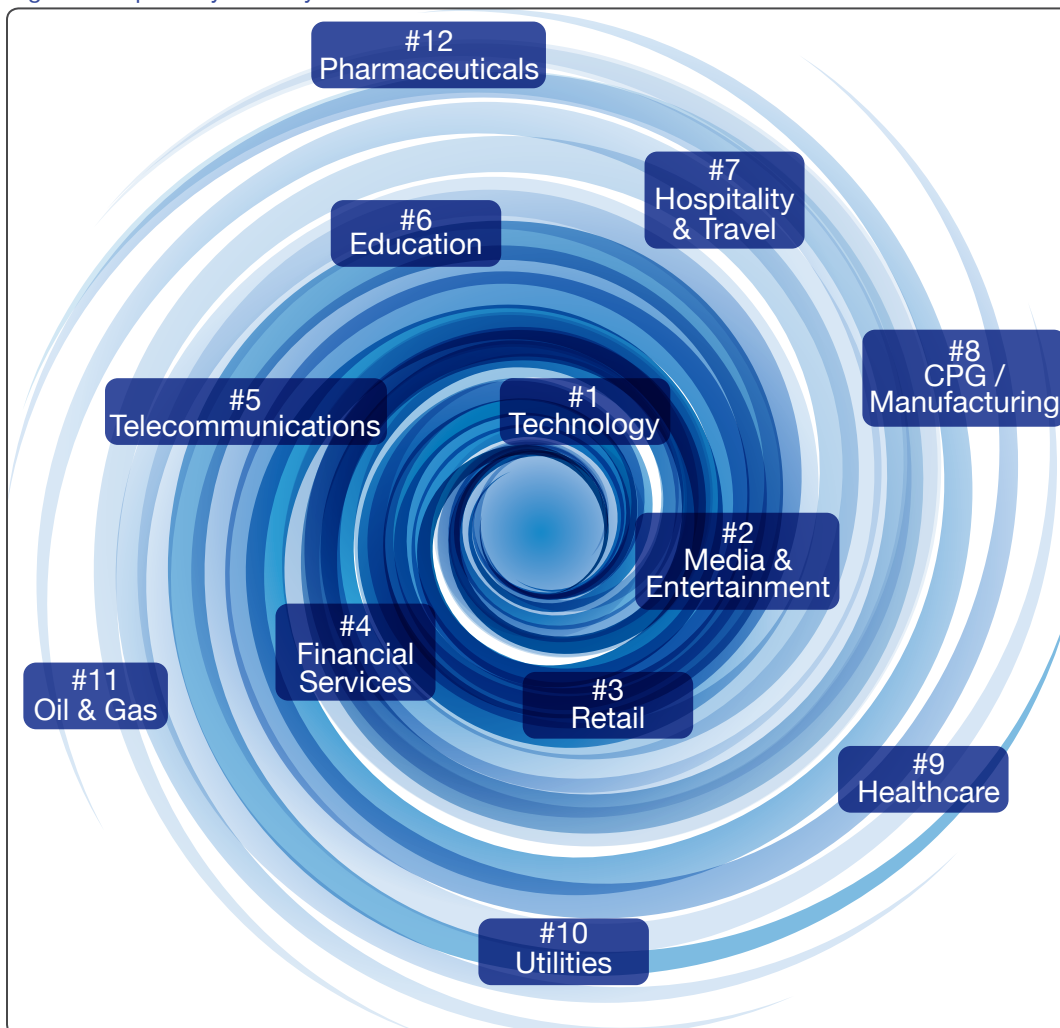 #12
Pharmaceuticals
#7
Hospitality
& Travel
#6
Education
#8
CPG /
Manufacturing
#5
Telecommunications
#1
Technology
#2
Media &
Entertainment
#4
Financial
Services
#11
Oil & Gas
#3
Retail
#9
Healthcare
#10
Utilities